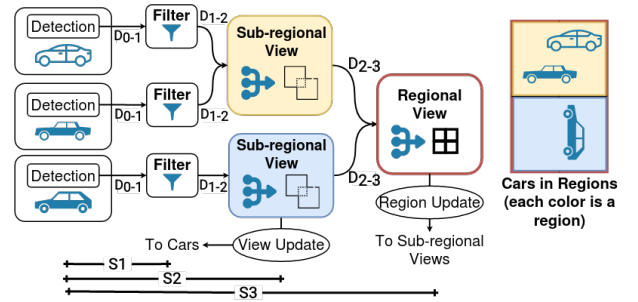 Detection
D0-1
Filter
D1-2
Detection
D0-1
Filter
D1-2
Detection
D0-1
Filter
D1-2
Sub-regional
View
Sub-regional
View
D2-3
D2-3
Regional
View
View Update
To Cars
Region Update
To Sub-regional
Views
Cars in Regions
(each color is a
region)
S1
S2
S3